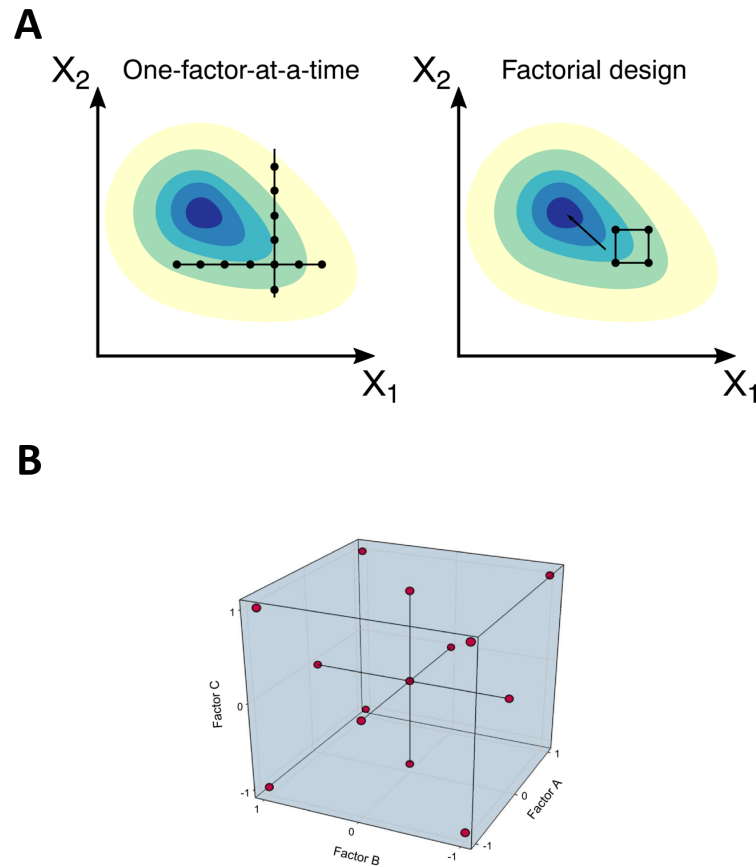 A
X2 One-factor-at-a-time
X1
X2 Factorial design
X1
B
Factor C
1
0
-1
Factor B
1
0
-1
Factor A
-1
0
1